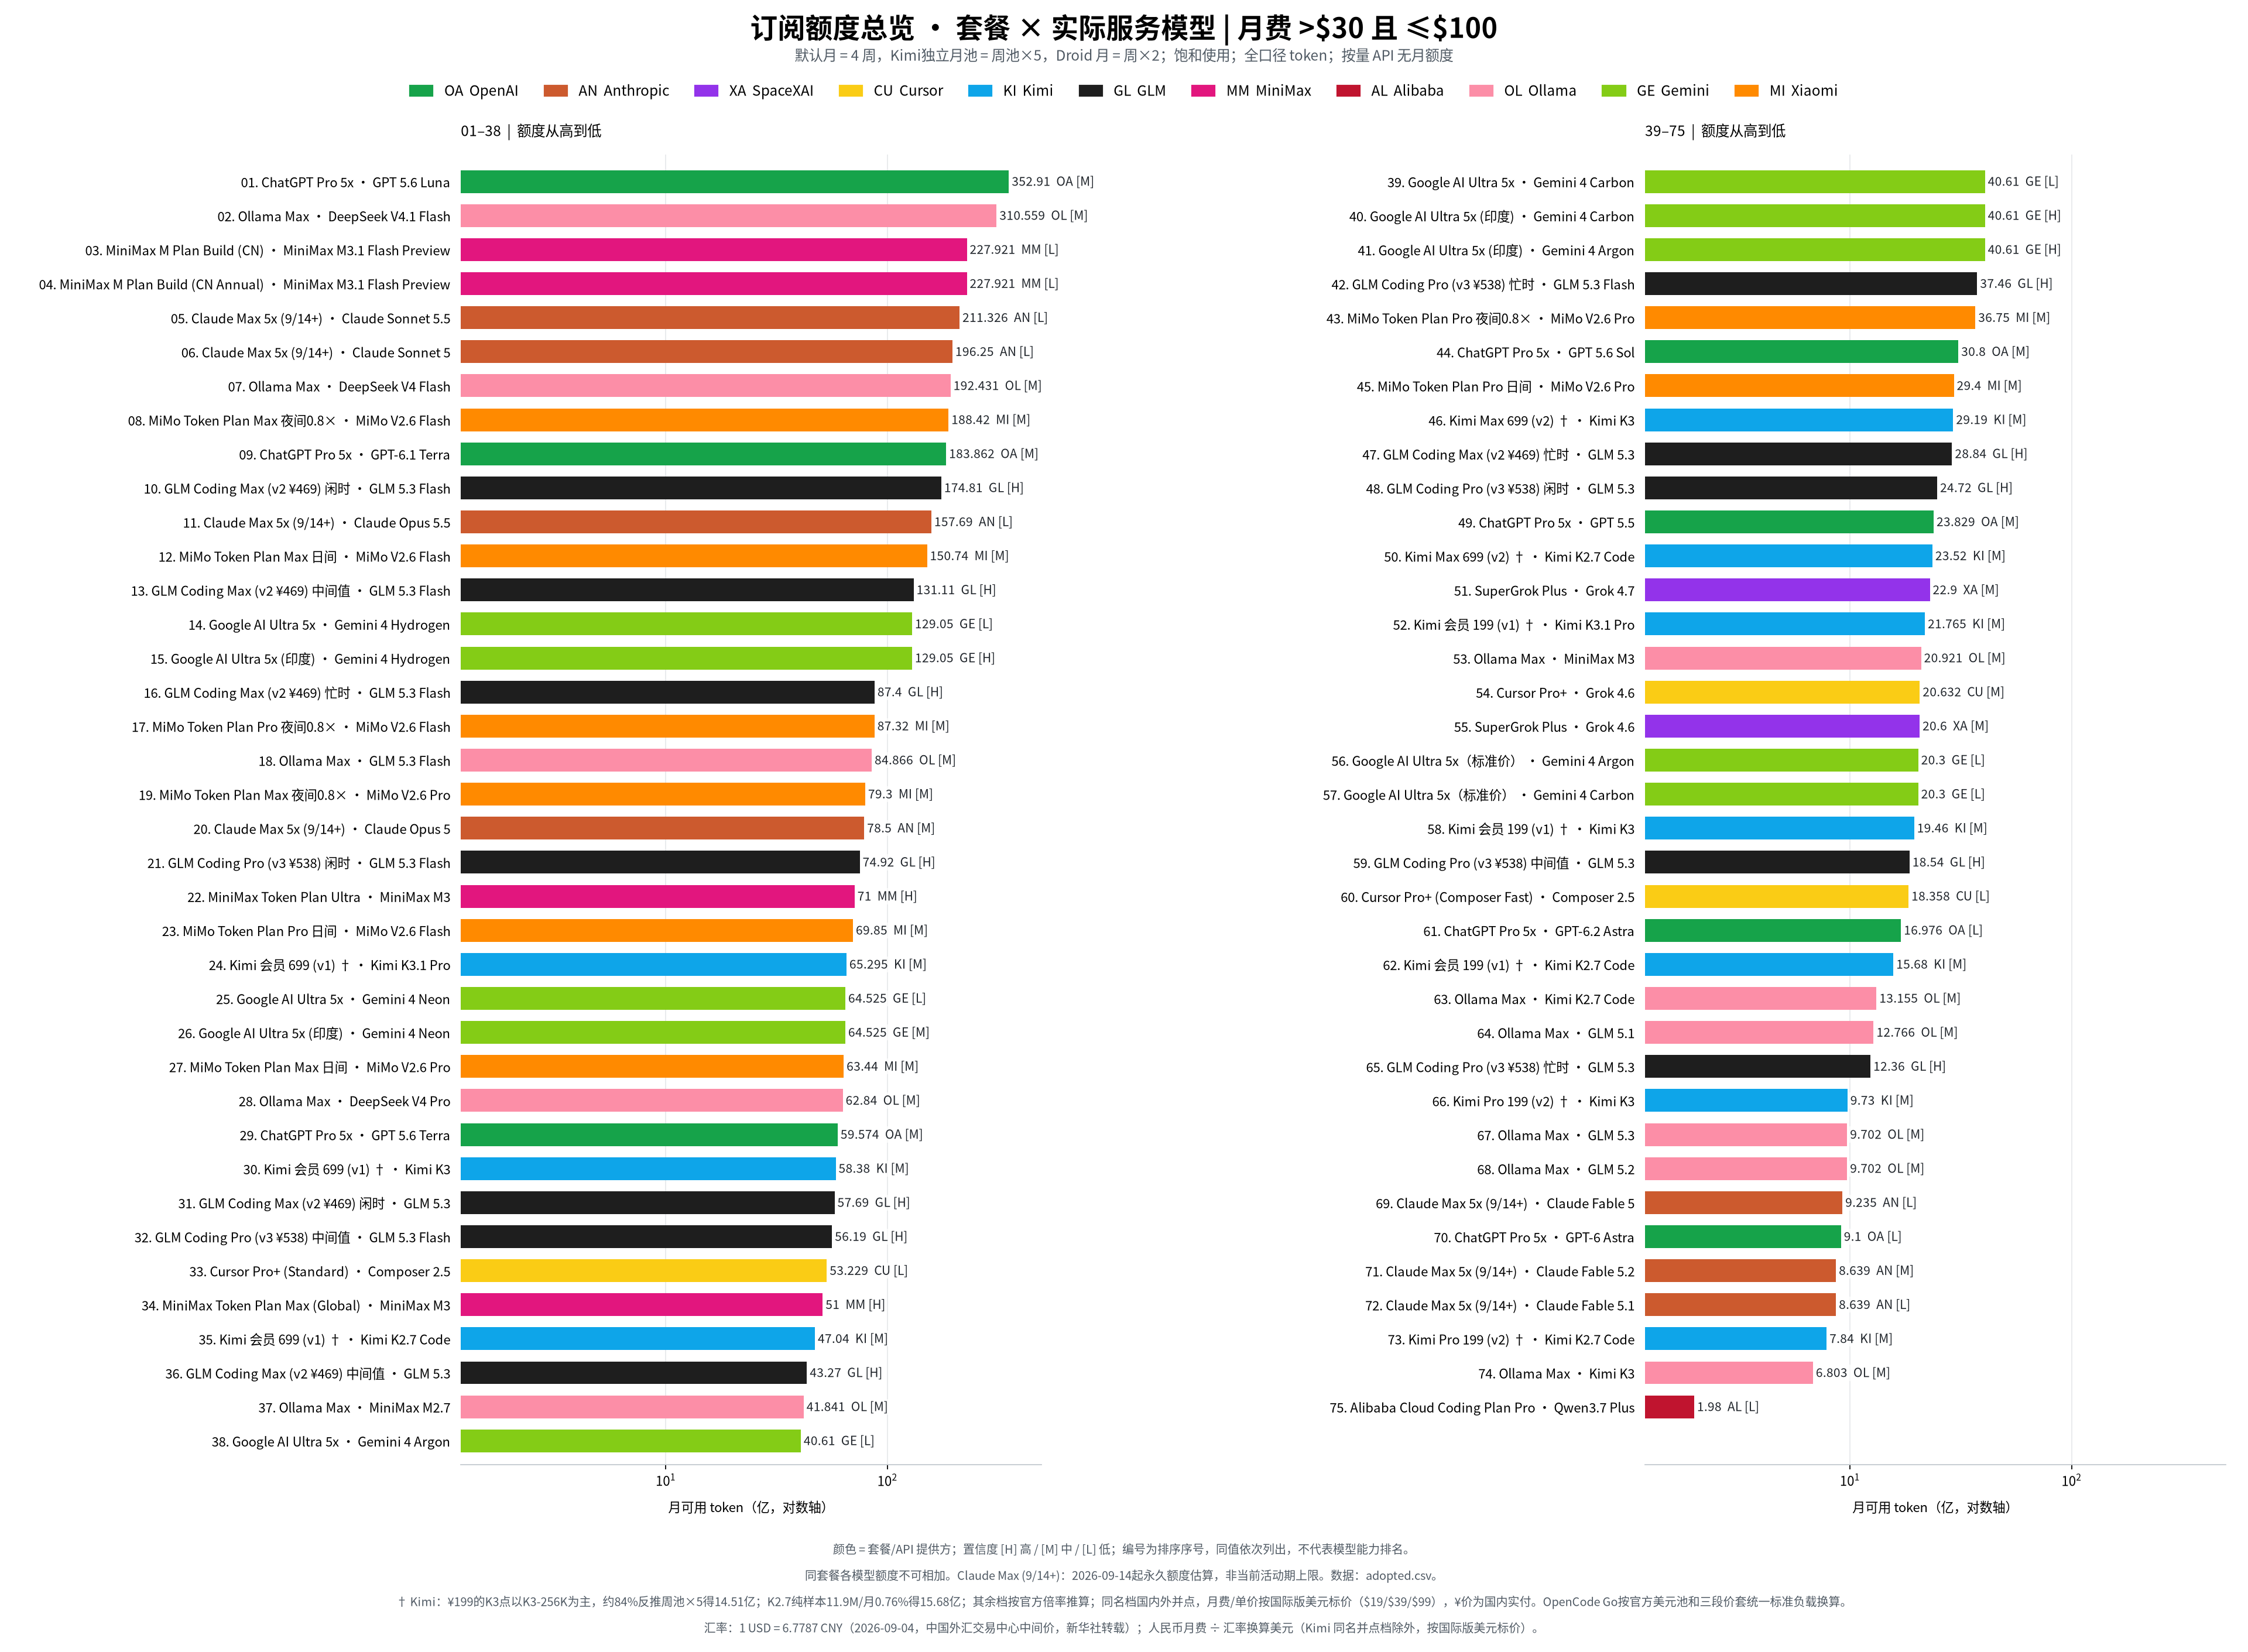 订阅额度总览 · 套餐 × 实际服务模型 | 月费 >$30 且 ≤$100
默认月 = 4 周，Kimi独立月池 = 周池×5，Droid 月 = 周×2；饱和使用；全口径 token；按量 API 无月额度
OA OpenAI  AN Anthropic  XA SpaceXAI  CU Cursor  KI Kimi  GL GLM  MM MiniMax  AL Alibaba  OL Ollama  GE Gemini  MI Xiaomi
01–38 | 额度从高到低
01. ChatGPT Pro 5x · GPT 5.6 Luna 352.91 OA [M]
02. Ollama Max · DeepSeek V4.1 Flash 310.559 OL [M]
03. MiniMax M Plan Build (CN) · MiniMax M3.1 Flash Preview 227.921 MM [L]
04. MiniMax M Plan Build (CN Annual) · MiniMax M3.1 Flash Preview 227.921 MM [L]
05. Claude Max 5x (9/14+) · Claude Sonnet 5.5 211.326 AN [L]
06. Claude Max 5x (9/14+) · Claude Sonnet 5 196.25 AN [L]
07. Ollama Max · DeepSeek V4 Flash 192.431 OL [M]
08. MiMo Token Plan Max 夜间0.8× · MiMo V2.6 Flash 188.42 MI [M]
09. ChatGPT Pro 5x · GPT-6.1 Terra 183.862 OA [M]
10. GLM Coding Max (v2 ¥469) 闲时 · GLM 5.3 Flash 174.81 GL [H]
11. Claude Max 5x (9/14+) · Claude Opus 5.5 157.69 AN [L]
12. MiMo Token Plan Max 日间 · MiMo V2.6 Flash 150.74 MI [M]
13. GLM Coding Max (v2 ¥469) 中间值 · GLM 5.3 Flash 131.11 GL [H]
14. Google AI Ultra 5x · Gemini 4 Hydrogen 129.05 GE [L]
15. Google AI Ultra 5x (印度) · Gemini 4 Hydrogen 129.05 GE [H]
16. GLM Coding Max (v2 ¥469) 忙时 · GLM 5.3 Flash 87.4 GL [H]
17. MiMo Token Plan Pro 夜间0.8× · MiMo V2.6 Flash 87.32 MI [M]
18. Ollama Max · GLM 5.3 Flash 84.866 OL [M]
19. MiMo Token Plan Max 夜间0.8× · MiMo V2.6 Pro 79.3 MI [M]
20. Claude Max 5x (9/14+) · Claude Opus 5 78.5 AN [M]
21. GLM Coding Pro (v3 ¥538) 闲时 · GLM 5.3 Flash 74.92 GL [H]
22. MiniMax Token Plan Ultra · MiniMax M3 71 MM [H]
23. MiMo Token Plan Pro 日间 · MiMo V2.6 Flash 69.85 MI [M]
24. Kimi 会员 699 (v1) † · Kimi K3.1 Pro 65.295 KI [M]
25. Google AI Ultra 5x · Gemini 4 Neon 64.525 GE [L]
26. Google AI Ultra 5x (印度) · Gemini 4 Neon 64.525 GE [M]
27. MiMo Token Plan Max 日间 · MiMo V2.6 Pro 63.44 MI [M]
28. Ollama Max · DeepSeek V4 Pro 62.84 OL [M]
29. ChatGPT Pro 5x · GPT 5.6 Terra 59.574 OA [M]
30. Kimi 会员 699 (v1) † · Kimi K3 58.38 KI [M]
31. GLM Coding Max (v2 ¥469) 闲时 · GLM 5.3 57.69 GL [H]
32. GLM Coding Pro (v3 ¥538) 中间值 · GLM 5.3 Flash 56.19 GL [H]
33. Cursor Pro+ (Standard) · Composer 2.5 53.229 CU [L]
34. MiniMax Token Plan Max (Global) · MiniMax M3 51 MM [H]
35. Kimi 会员 699 (v1) † · Kimi K2.7 Code 47.04 KI [M]
36. GLM Coding Max (v2 ¥469) 中间值 · GLM 5.3 43.27 GL [H]
37. Ollama Max · MiniMax M2.7 41.841 OL [M]
38. Google AI Ultra 5x · Gemini 4 Argon 40.61 GE [L]
10¹ 10²
月可用 token（亿，对数轴）
39–75 | 额度从高到低
39. Google AI Ultra 5x · Gemini 4 Carbon 40.61 GE [L]
40. Google AI Ultra 5x (印度) · Gemini 4 Carbon 40.61 GE [H]
41. Google AI Ultra 5x (印度) · Gemini 4 Argon 40.61 GE [H]
42. GLM Coding Pro (v3 ¥538) 忙时 · GLM 5.3 Flash 37.46 GL [H]
43. MiMo Token Plan Pro 夜间0.8× · MiMo V2.6 Pro 36.75 MI [M]
44. ChatGPT Pro 5x · GPT 5.6 Sol 30.8 OA [M]
45. MiMo Token Plan Pro 日间 · MiMo V2.6 Pro 29.4 MI [M]
46. Kimi Max 699 (v2) † · Kimi K3 29.19 KI [M]
47. GLM Coding Max (v2 ¥469) 忙时 · GLM 5.3 28.84 GL [H]
48. GLM Coding Pro (v3 ¥538) 闲时 · GLM 5.3 24.72 GL [H]
49. ChatGPT Pro 5x · GPT 5.5 23.829 OA [M]
50. Kimi Max 699 (v2) † · Kimi K2.7 Code 23.52 KI [M]
51. SuperGrok Plus · Grok 4.7 22.9 XA [M]
52. Kimi 会员 199 (v1) † · Kimi K3.1 Pro 21.765 KI [M]
53. Ollama Max · MiniMax M3 20.921 OL [M]
54. Cursor Pro+ · Grok 4.6 20.632 CU [M]
55. SuperGrok Plus · Grok 4.6 20.6 XA [M]
56. Google AI Ultra 5x（标准价） · Gemini 4 Argon 20.3 GE [L]
57. Google AI Ultra 5x（标准价） · Gemini 4 Carbon 20.3 GE [L]
58. Kimi 会员 199 (v1) † · Kimi K3 19.46 KI [M]
59. GLM Coding Pro (v3 ¥538) 中间值 · GLM 5.3 18.54 GL [H]
60. Cursor Pro+ (Composer Fast) · Composer 2.5 18.358 CU [L]
61. ChatGPT Pro 5x · GPT-6.2 Astra 16.976 OA [L]
62. Kimi 会员 199 (v1) † · Kimi K2.7 Code 15.68 KI [M]
63. Ollama Max · Kimi K2.7 Code 13.155 OL [M]
64. Ollama Max · GLM 5.1 12.766 OL [M]
65. GLM Coding Pro (v3 ¥538) 忙时 · GLM 5.3 12.36 GL [H]
66. Kimi Pro 199 (v2) † · Kimi K3 9.73 KI [M]
67. Ollama Max · GLM 5.3 9.702 OL [M]
68. Ollama Max · GLM 5.2 9.702 OL [M]
69. Claude Max 5x (9/14+) · Claude Fable 5 9.235 AN [L]
70. ChatGPT Pro 5x · GPT-6 Astra 9.1 OA [L]
71. Claude Max 5x (9/14+) · Claude Fable 5.2 8.639 AN [M]
72. Claude Max 5x (9/14+) · Claude Fable 5.1 8.639 AN [L]
73. Kimi Pro 199 (v2) † · Kimi K2.7 Code 7.84 KI [M]
74. Ollama Max · Kimi K3 6.803 OL [M]
75. Alibaba Cloud Coding Plan Pro · Qwen3.7 Plus 1.98 AL [L]
10¹ 10²
月可用 token（亿，对数轴）
颜色 = 套餐/API 提供方；置信度 [H] 高 / [M] 中 / [L] 低；编号为排序序号，同值依次列出，不代表模型能力排名。
同套餐各模型额度不可相加。Claude Max (9/14+)：2026-09-14起永久额度估算，非当前活动期上限。数据：adopted.csv。
† Kimi：¥199的K3点以K3-256K为主，约84%反推周池×5得14.51亿；K2.7纯样本11.9M/月0.76%得15.68亿；其余档按官方倍率推算；同名档国内外并点，月费/单价按国际版美元标价（$19/$39/$99），¥价为国内实付。OpenCode Go按官方美元池和三段价套统一标准负载换算。
汇率：1 USD = 6.7787 CNY（2026-09-04，中国外汇交易中心中间价，新华社转载）；人民币月费 ÷ 汇率换算美元（Kimi 同名并点档除外，按国际版美元标价）。